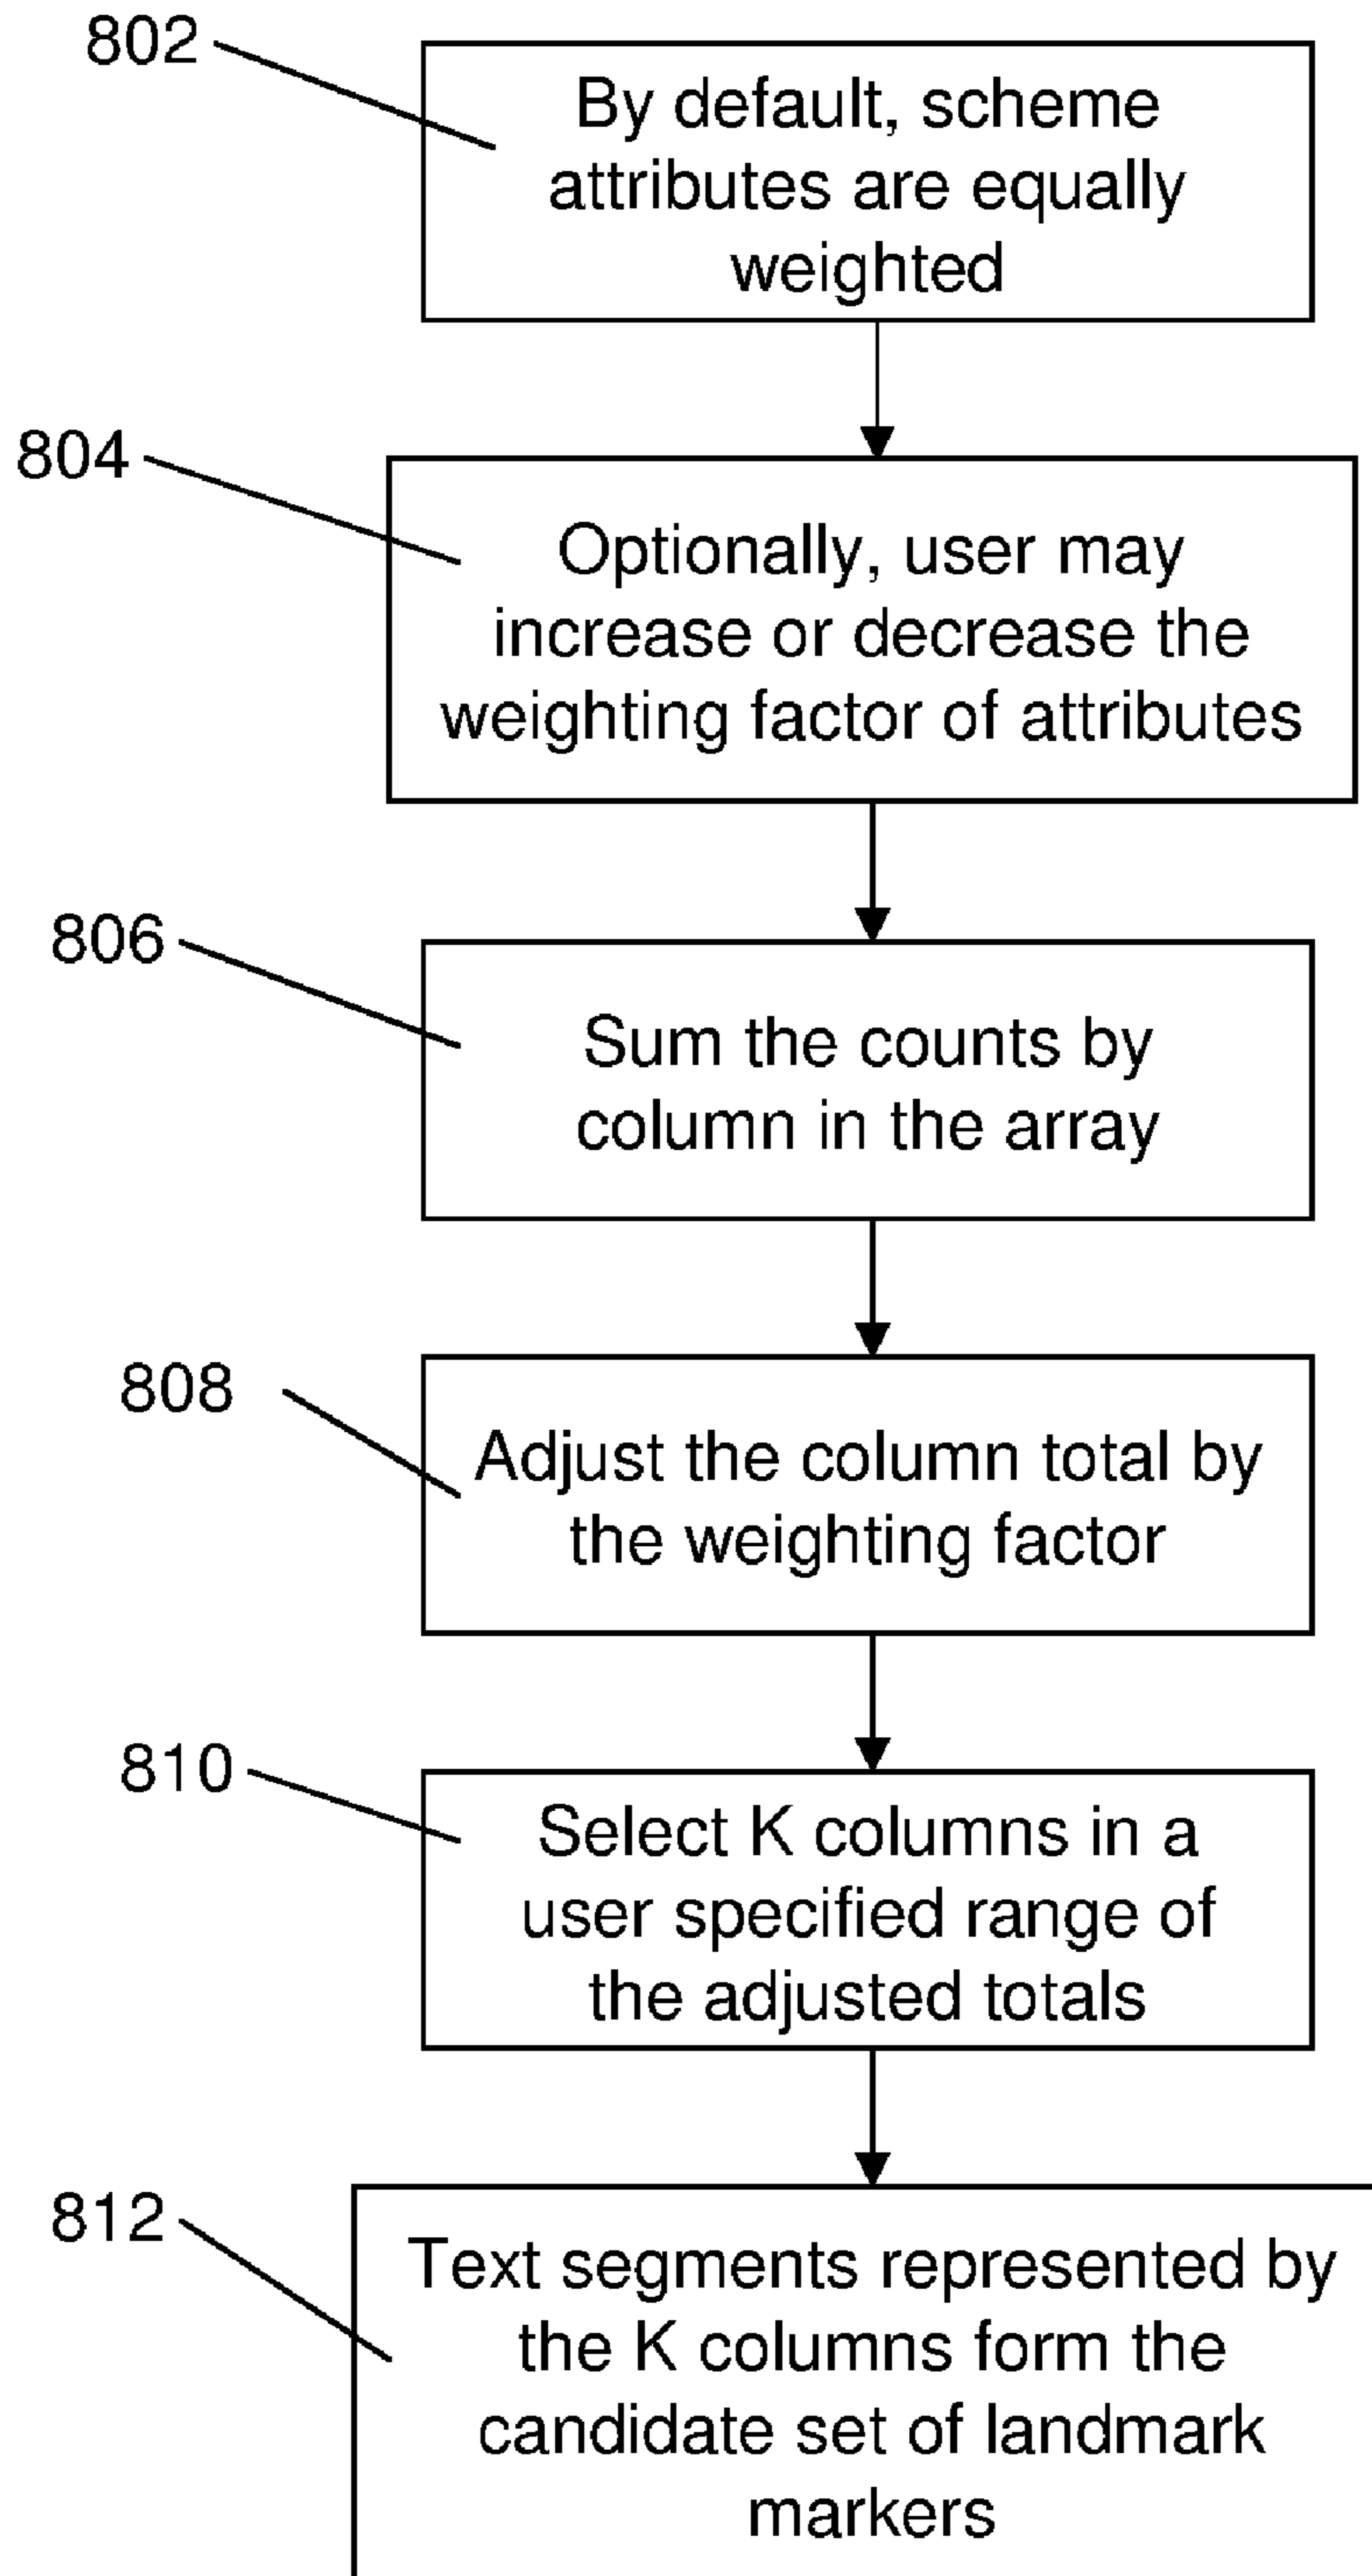 802
By default, scheme
attributes are equally
weighted
804
Optionally, user may
increase or decrease the
weighting factor of attributes
806
Sum the counts by
column in the array
808
Adjust the column total by
the weighting factor
810
Select K columns in a
user specified range of
the adjusted totals
812
Text segments represented by
the K columns form the
candidate set of landmark
markers